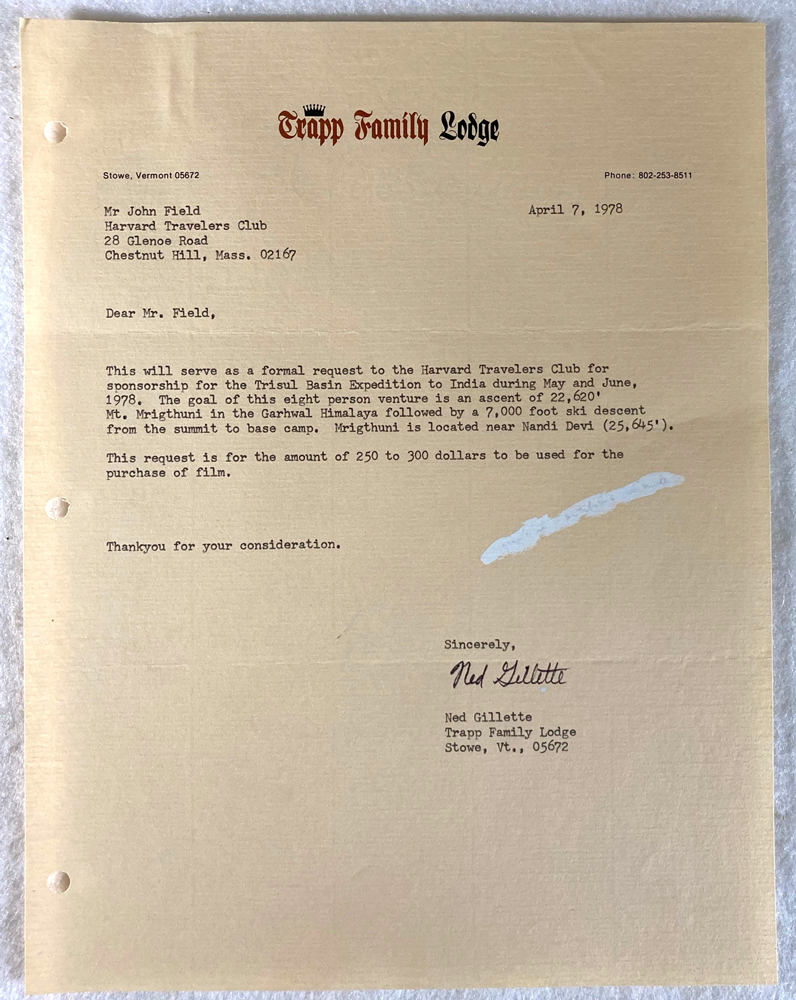 Trapp Family Lodge
Stowe, Vermont 05672
Phone: 802-253-8511
Mr John Field
April 7, 1978
Harvard Travelers Club
28 Glenoe Road
Chestnut Hill, Mass. 02167
Dear Mr. Field,
This will serve as a formal request to the Harvard Travelers Club for
sponsorship for the Trisul Basin Expedition to India during May and June,
1978. The goal of this eight person venture is an ascent of 22,620'
Mt. Mrigthuni in the Garhwal Himalaya followed by a 7,000 foot ski descent
from the summit to base camp. Mrigthuni is located near Nandi Devi (25,645').
This request is for the amount of 250 to 300 dollars to be used for the
purchase of film.
Thankyou for your consideration.
Sincerely,
Ned Gillette
Ned Gillette
Trapp Family Lodge
Stowe, Vt., 05672